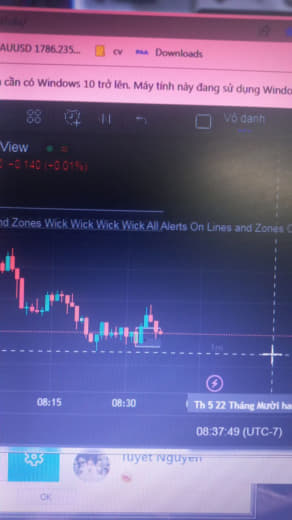 AUUSD 1786.235...
cv
Downloads
cần có Windows 10 trở lên. Máy tính này đang sử dụng Windo
Vô danh
View
−0.140 (+0.01%)
nd Zones Wick Wick Wick Wick All Alerts On Lines and Zones
1m
08:15
08:30
Th 5 22 Tháng Mười ha
08:37:49 (UTC-7)
Tuyet Nguyen
OK